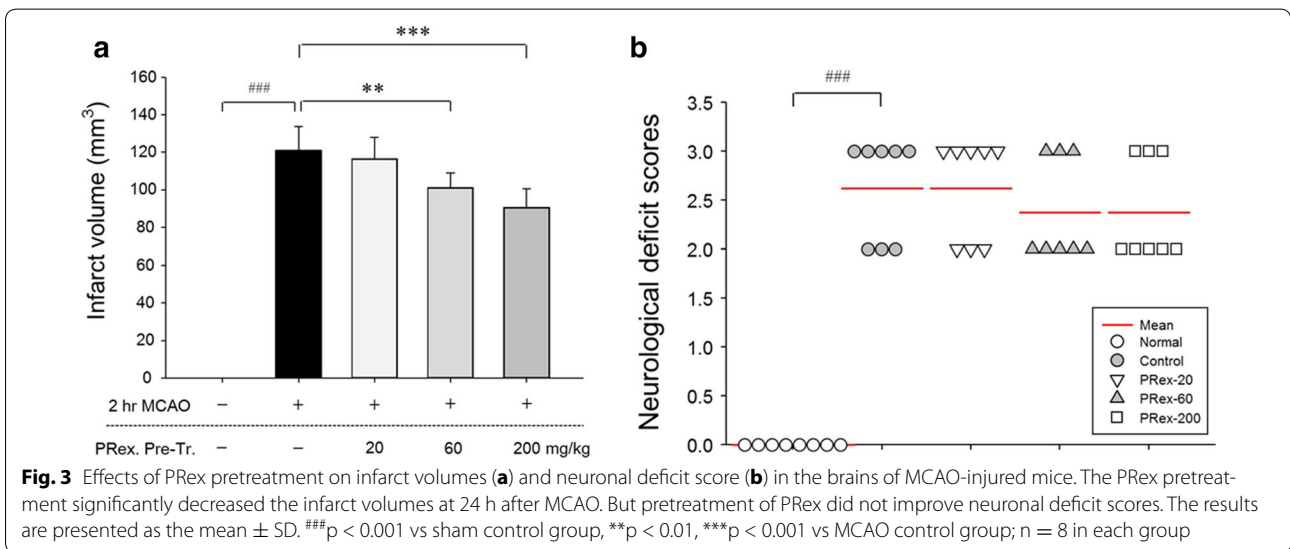 a
b
***
###
**
###
160
140
120
100
80
60
40
20
0
Infarct volume (mm³)
2 hr MCAO – + + + +
PRex. Pre-Tr. – – 20 60 200 mg/kg
3.5
3.0
2.5
2.0
1.5
1.0
0.5
0.0
Neurological deficit scores
Mean
Normal
Control
PRex-20
PRex-60
PRex-200
Fig. 3 Effects of PRex pretreatment on infarct volumes (a) and neuronal deficit score (b) in the brains of MCAO-injured mice. The PRex pretreat-
ment significantly decreased the infarct volumes at 24 h after MCAO. But pretreatment of PRex did not improve neuronal deficit scores. The results
are presented as the mean ± SD. ###p < 0.001 vs sham control group, **p < 0.01, ***p < 0.001 vs MCAO control group; n = 8 in each group